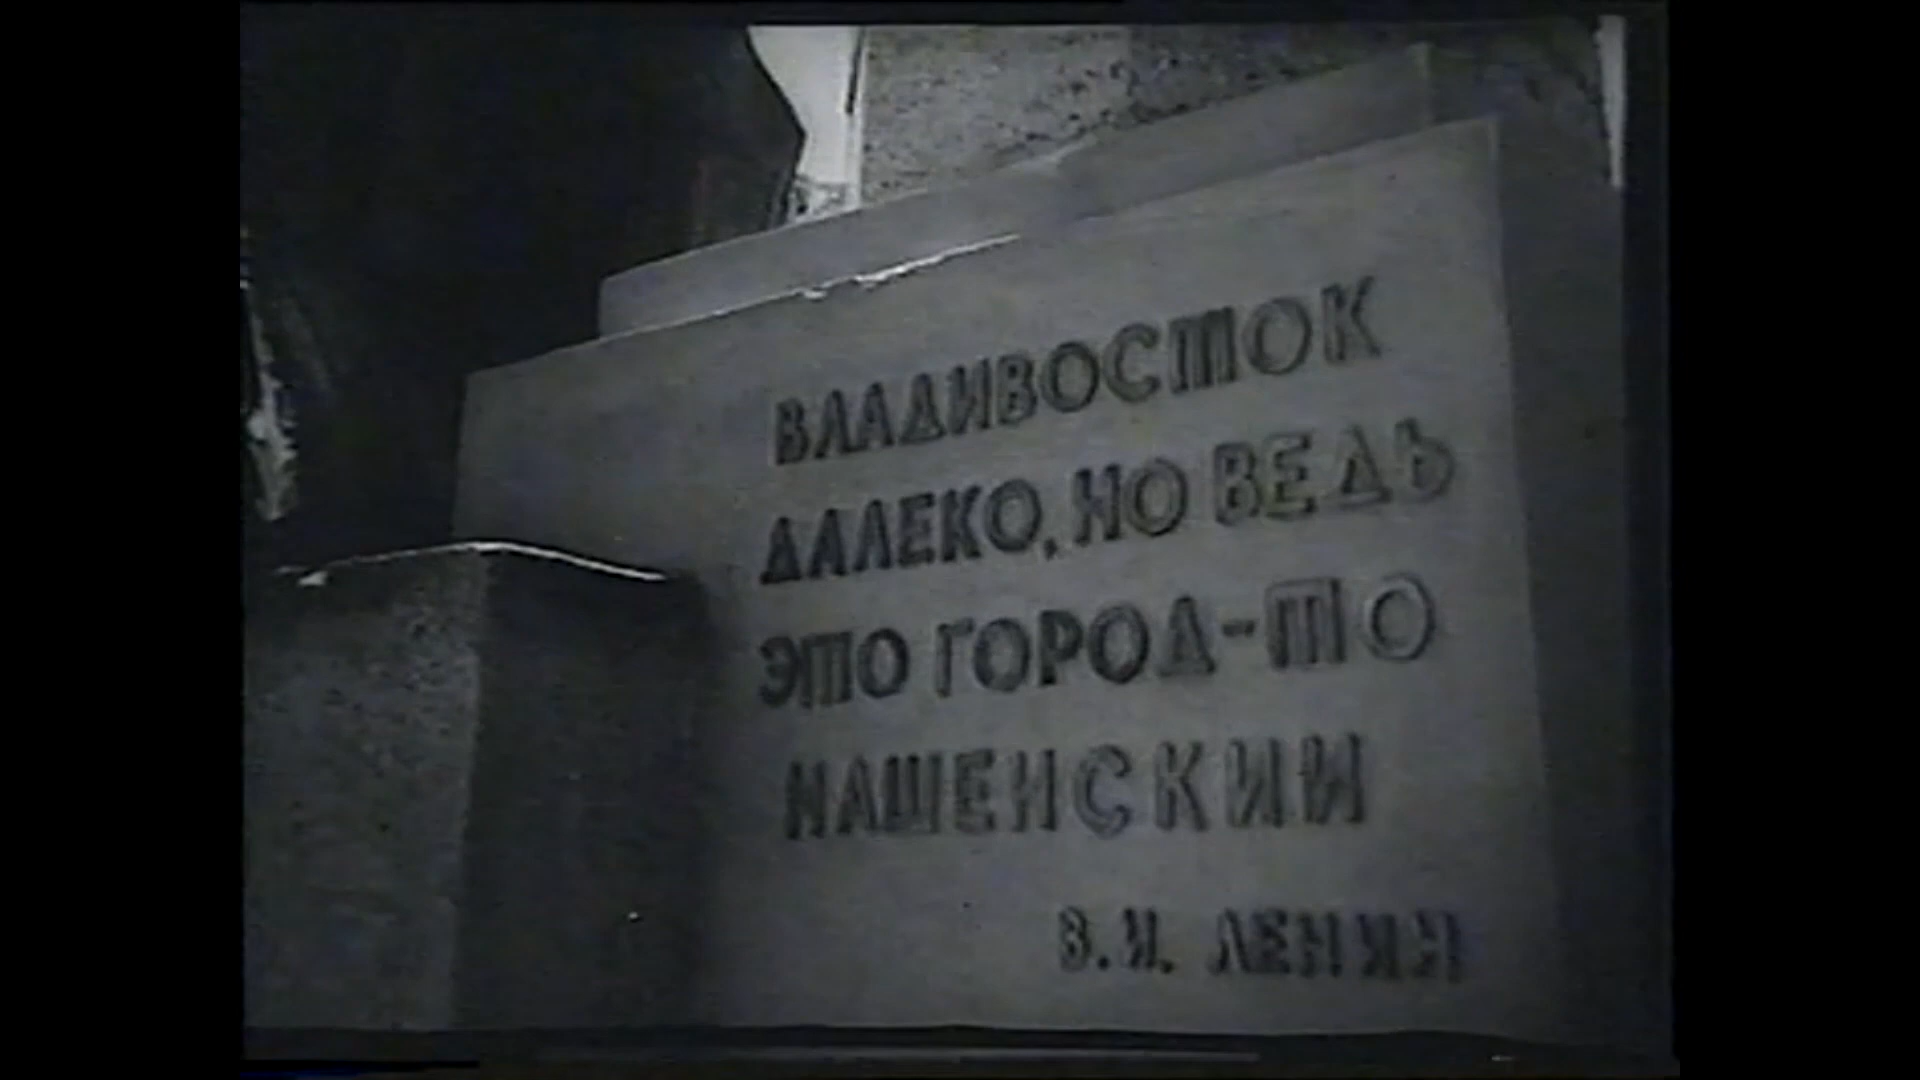 ВЛАДИВОСТОК
ДАЛЕКО, НО ВЕДЬ
ЭТО ГОРОД-ТО
НАШЕНСКИЙ
В.И. ЛЕНИН